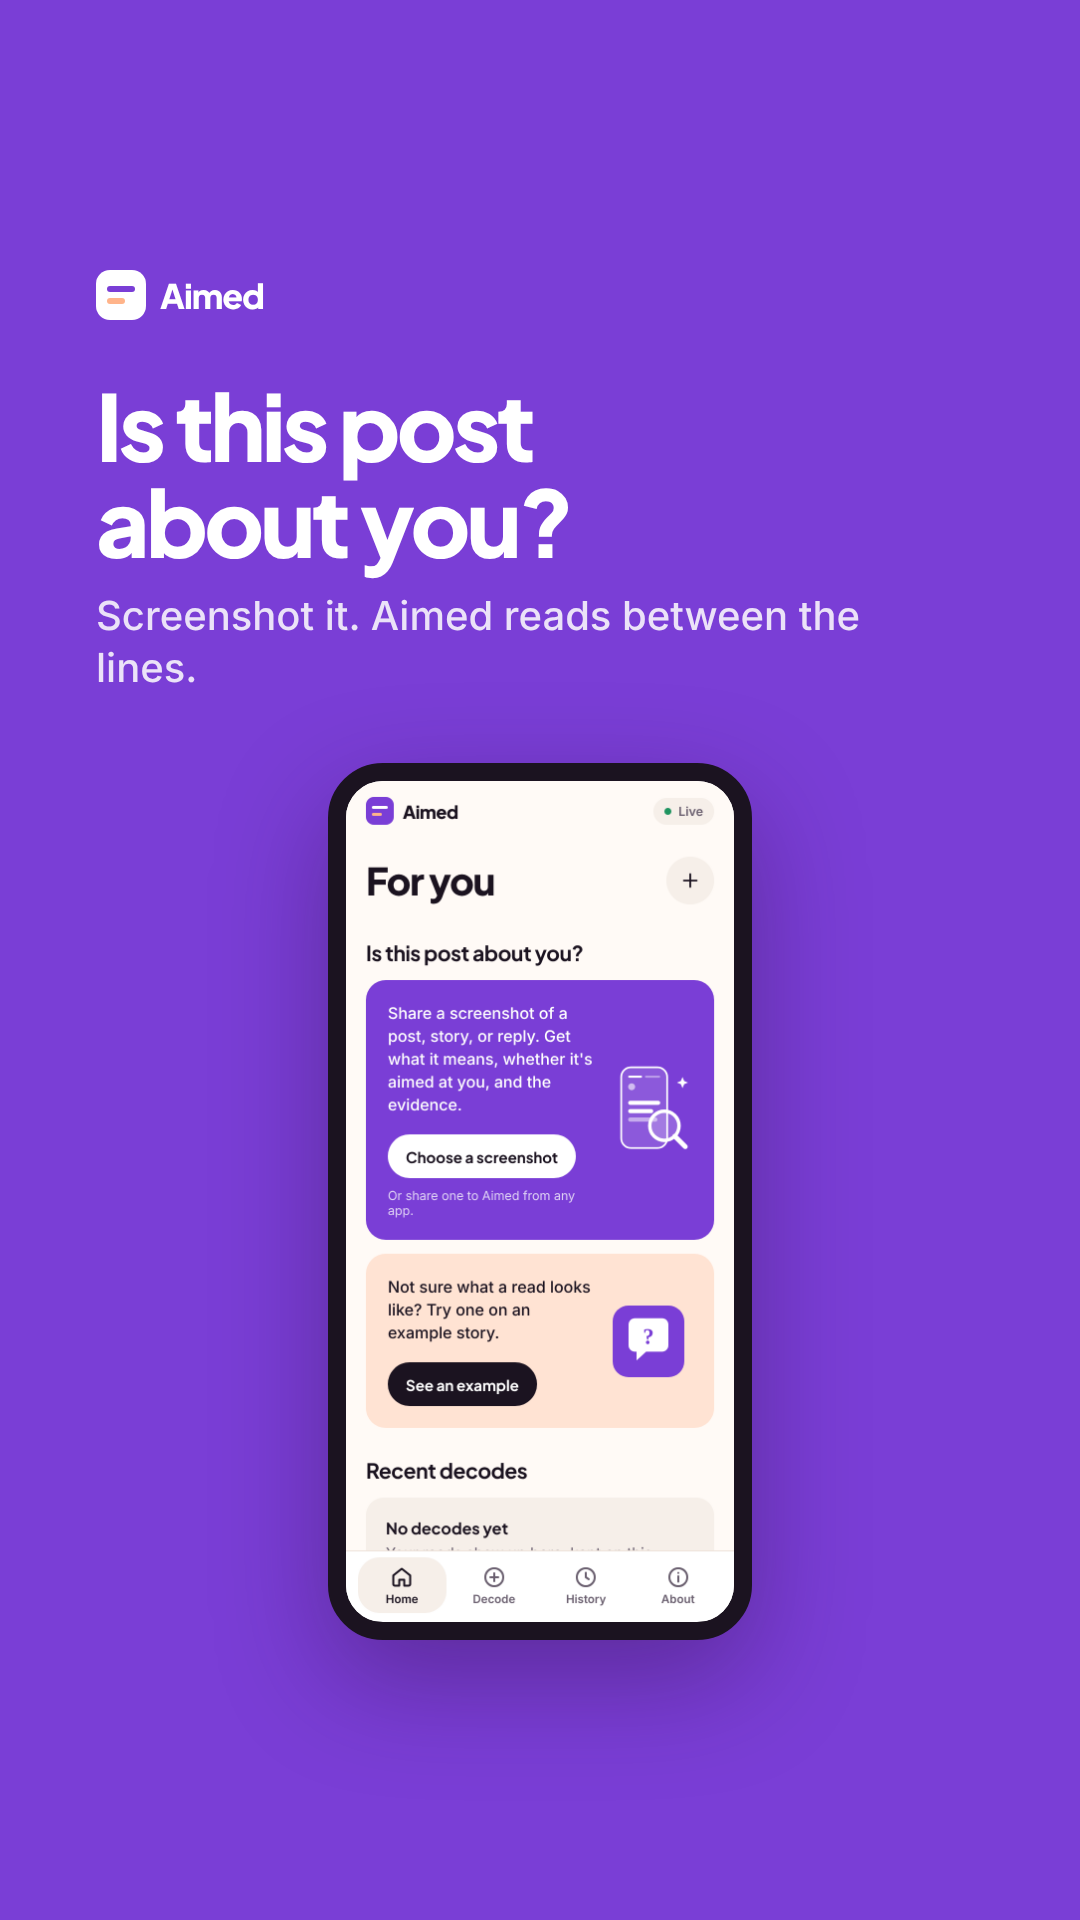 Aimed
Is this post
about you?
Screenshot it. Aimed reads between the
lines.
Aimed
Live
For you
Is this post about you?
Share a screenshot of a
post, story, or reply. Get
what it means, whether it's
aimed at you, and the
evidence.
Choose a screenshot
Or share one to Aimed from any
app.
Not sure what a read looks
like? Try one on an
example story.
?
See an example
Recent decodes
No decodes yet
Home
Decode
History
About